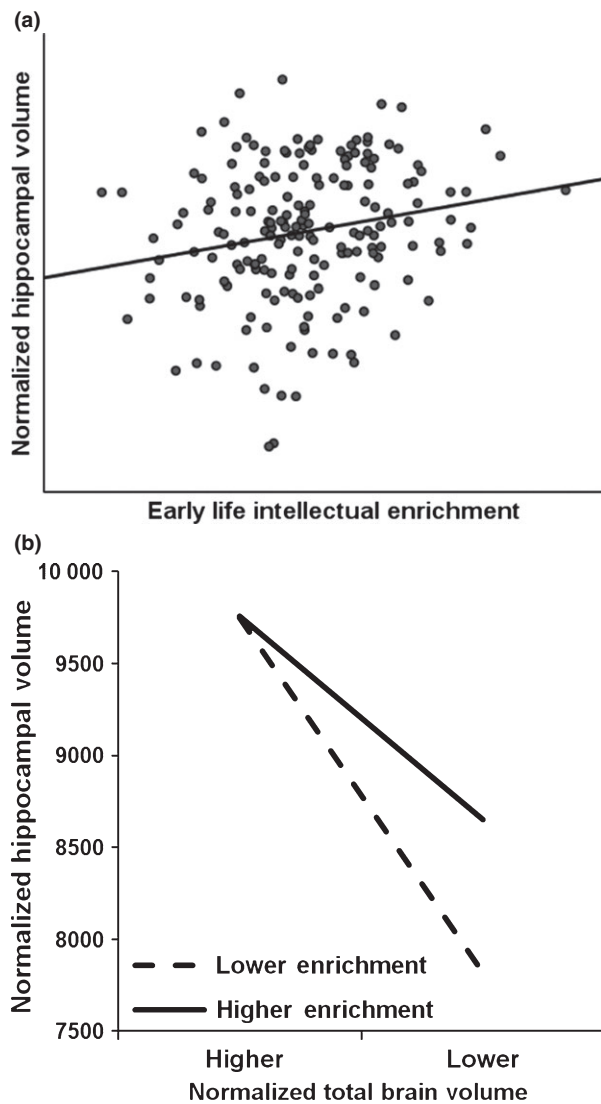 (a)
Normalized hippocampal volume
Early life intellectual enrichment
(b)
Normalized hippocampal volume
10 000
9500
9000
8500
8000
7500
Lower enrichment
Higher enrichment
Higher
Lower
Normalized total brain volume